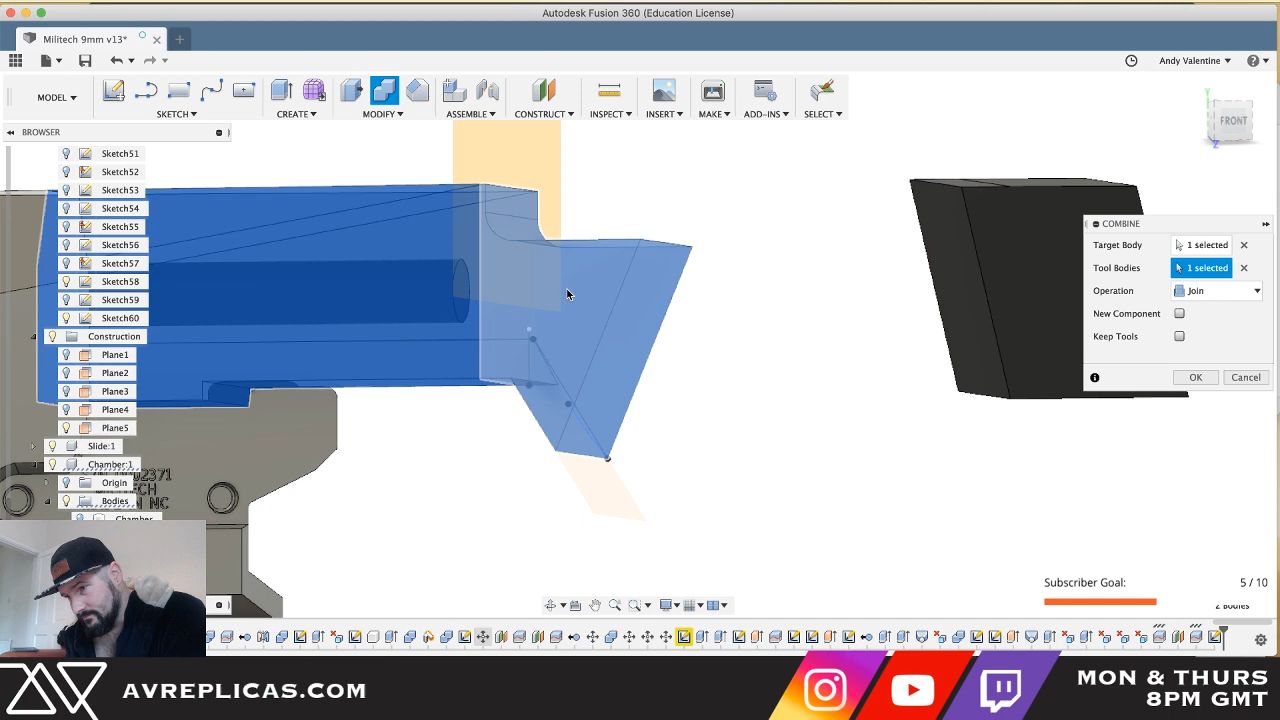 Autodesk Fusion 360 (Education License)
Militech 9mm v13*
Andy Valentine
MODEL
SKETCH
CREATE
MODIFY
ASSEMBLE
CONSTRUCT
INSPECT
INSERT
MAKE
ADD-INS
SELECT
FRONT
BROWSER
Sketch51
Sketch52
Sketch53
Sketch54
Sketch55
Sketch56
Sketch57
Sketch58
Sketch59
Sketch60
Construction
Plane1
Plane2
Plane3
Plane4
Plane5
Slide:1
Chamber:1
Origin
Bodies
Chamber
COMBINE
Target Body 1 selected
Tool Bodies 1 selected
Operation Join
New Component
Keep Tools
OK Cancel
Subscriber Goal: 5 / 10
2 Bodies
AVREPLICAS.COM
MON & THURS
8PM GMT